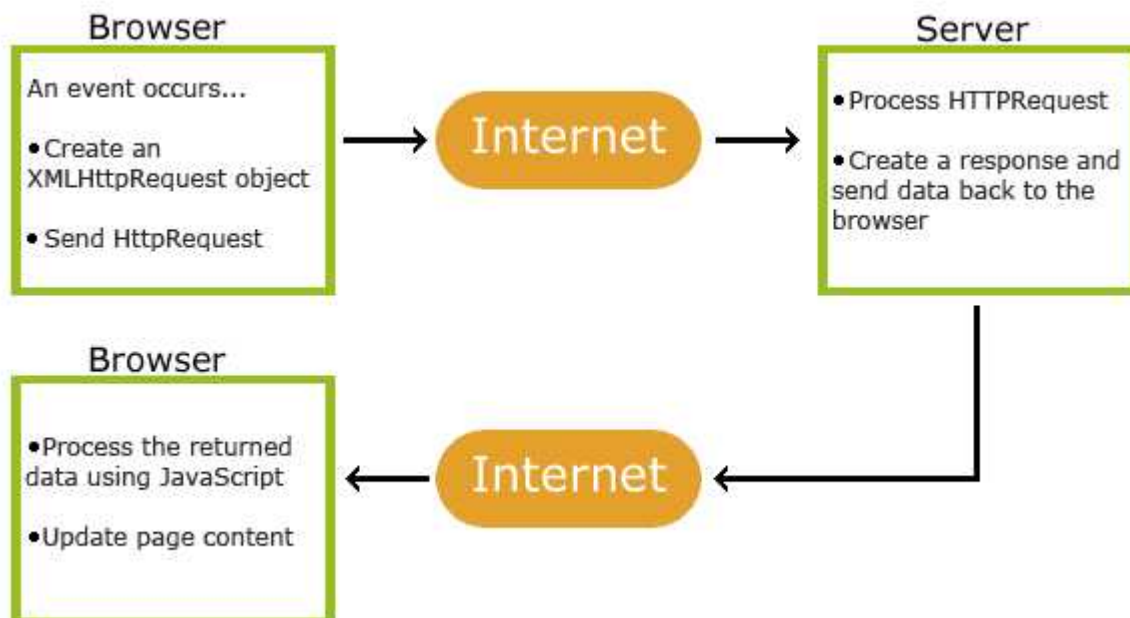 Browser
An event occurs...
•Create an
XMLHttpRequest object
• Send HttpRequest
Internet
Server
•Process HTTPRequest
•Create a response and
send data back to the
browser
Browser
•Process the returned
data using JavaScript
•Update page content
Internet